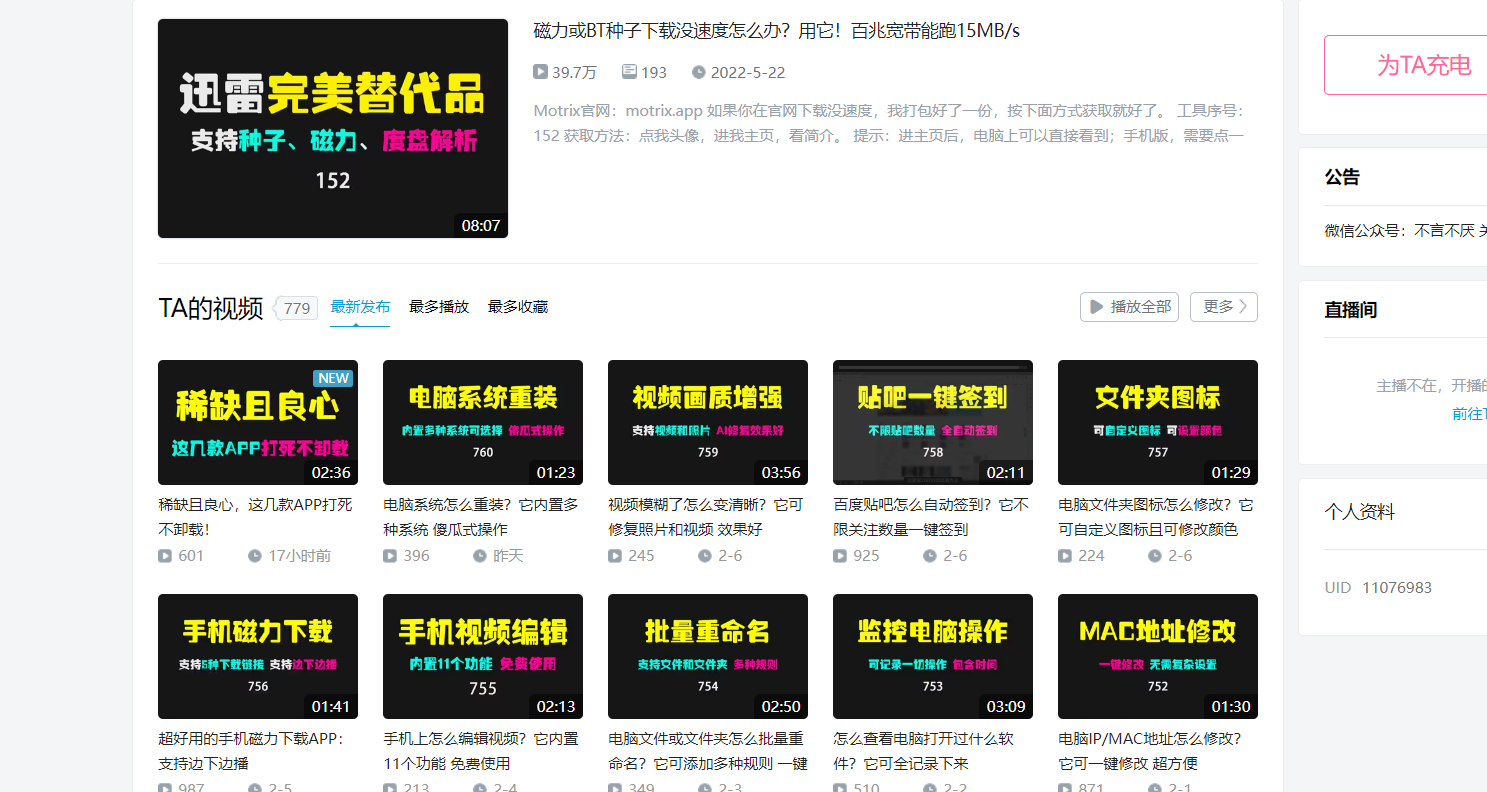 迅雷完美替代品
支持种子、磁力、度盘解析
152
08:07
磁力或BT种子下载没速度怎么办？用它！百兆宽带能跑15MB/s
39.7万 193 2022-5-22
Motrix官网：motrix.app 如果你在官网下载没速度，我打包好了一份，按下面方式获取就好了。 工具序号：
152 获取方法：点我头像，进我主页，看简介。 提示：进主页后，电脑上可以直接看到；手机版，需要点一
为TA充电
公告
微信公众号：不言不厌
直播间
主播不在，开播
前往
个人资料
UID 11076983
TA的视频 779 最新发布 最多播放 最多收藏 播放全部 更多
NEW
稀缺且良心
这几款APP打死不卸载
02:36
稀缺且良心，这几款APP打死
不卸载！
601 17小时前
电脑系统重装
内置多种系统可选择 傻瓜式操作
760
01:23
电脑系统怎么重装？它内置多
种系统 傻瓜式操作
396 昨天
视频画质增强
支持视频和照片 AI修复效果好
759
03:56
视频模糊了怎么变清晰？它可
修复照片和视频 效果好
245 2-6
贴吧一键签到
不限贴吧数量 全自动签到
758
02:11
百度贴吧怎么自动签到？它不
限关注数量一键签到
925 2-6
文件夹图标
可自定义图标 可设置颜色
757
01:29
电脑文件夹图标怎么修改？它
可自定义图标且可修改颜色
224 2-6
手机磁力下载
支持5种下载链接 支持边下边播
756
01:41
超好用的手机磁力下载APP：
支持边下边播
987 2-5
手机视频编辑
内置11个功能 免费使用
755
02:13
手机上怎么编辑视频？它内置
11个功能 免费使用
213 2-4
批量重命名
支持文件和文件夹 多种规则
754
02:50
电脑文件或文件夹怎么批量重
命名？它可添加多种规则 一键
349 2-3
监控电脑操作
可记录一切操作 包含时间
753
03:09
怎么查看电脑打开过什么软
件？它可全记录下来
510 2-2
MAC地址修改
一键修改 无需复杂设置
752
01:30
电脑IP/MAC地址怎么修改？
它可一键修改 超方便
871 2-1